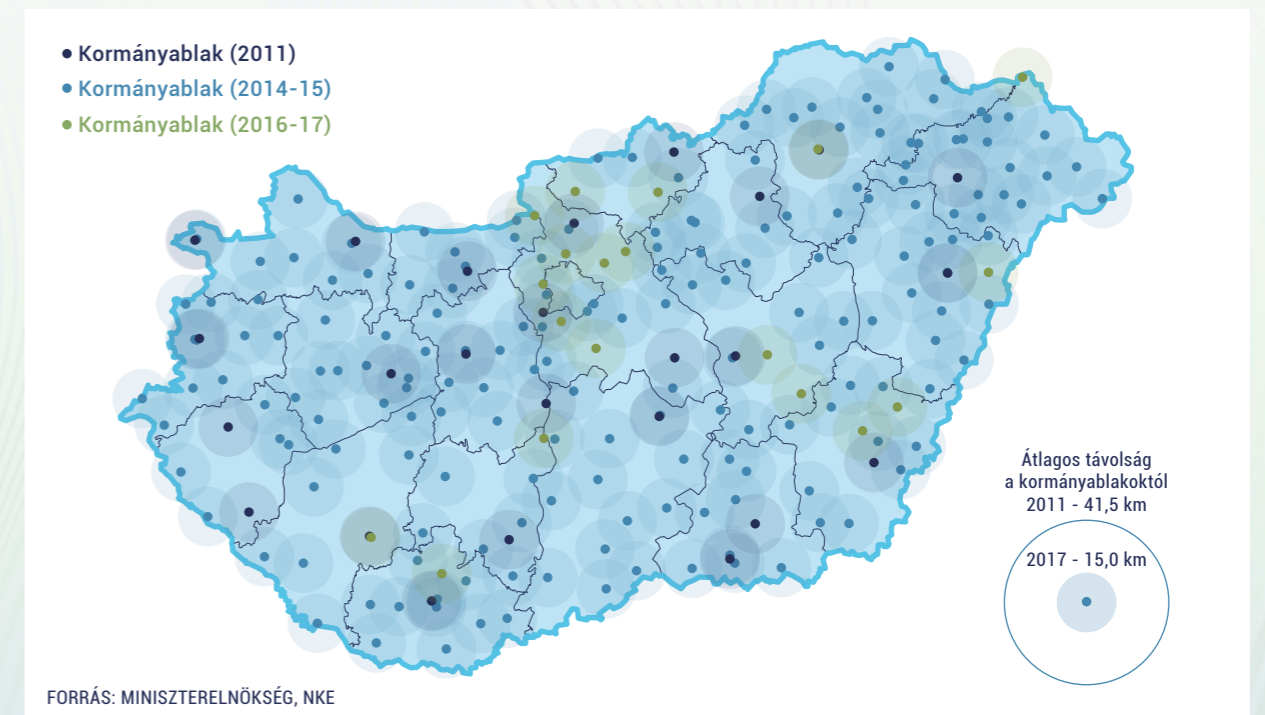 Kormányablak (2011)
Kormányablak (2014-15)
Kormányablak (2016-17)
Átlagos távolság
a kormányablakoktól
2011 - 41,5 km
2017 - 15,0 km
FORRÁS: MINISZTERELNÖKSÉG, NKE